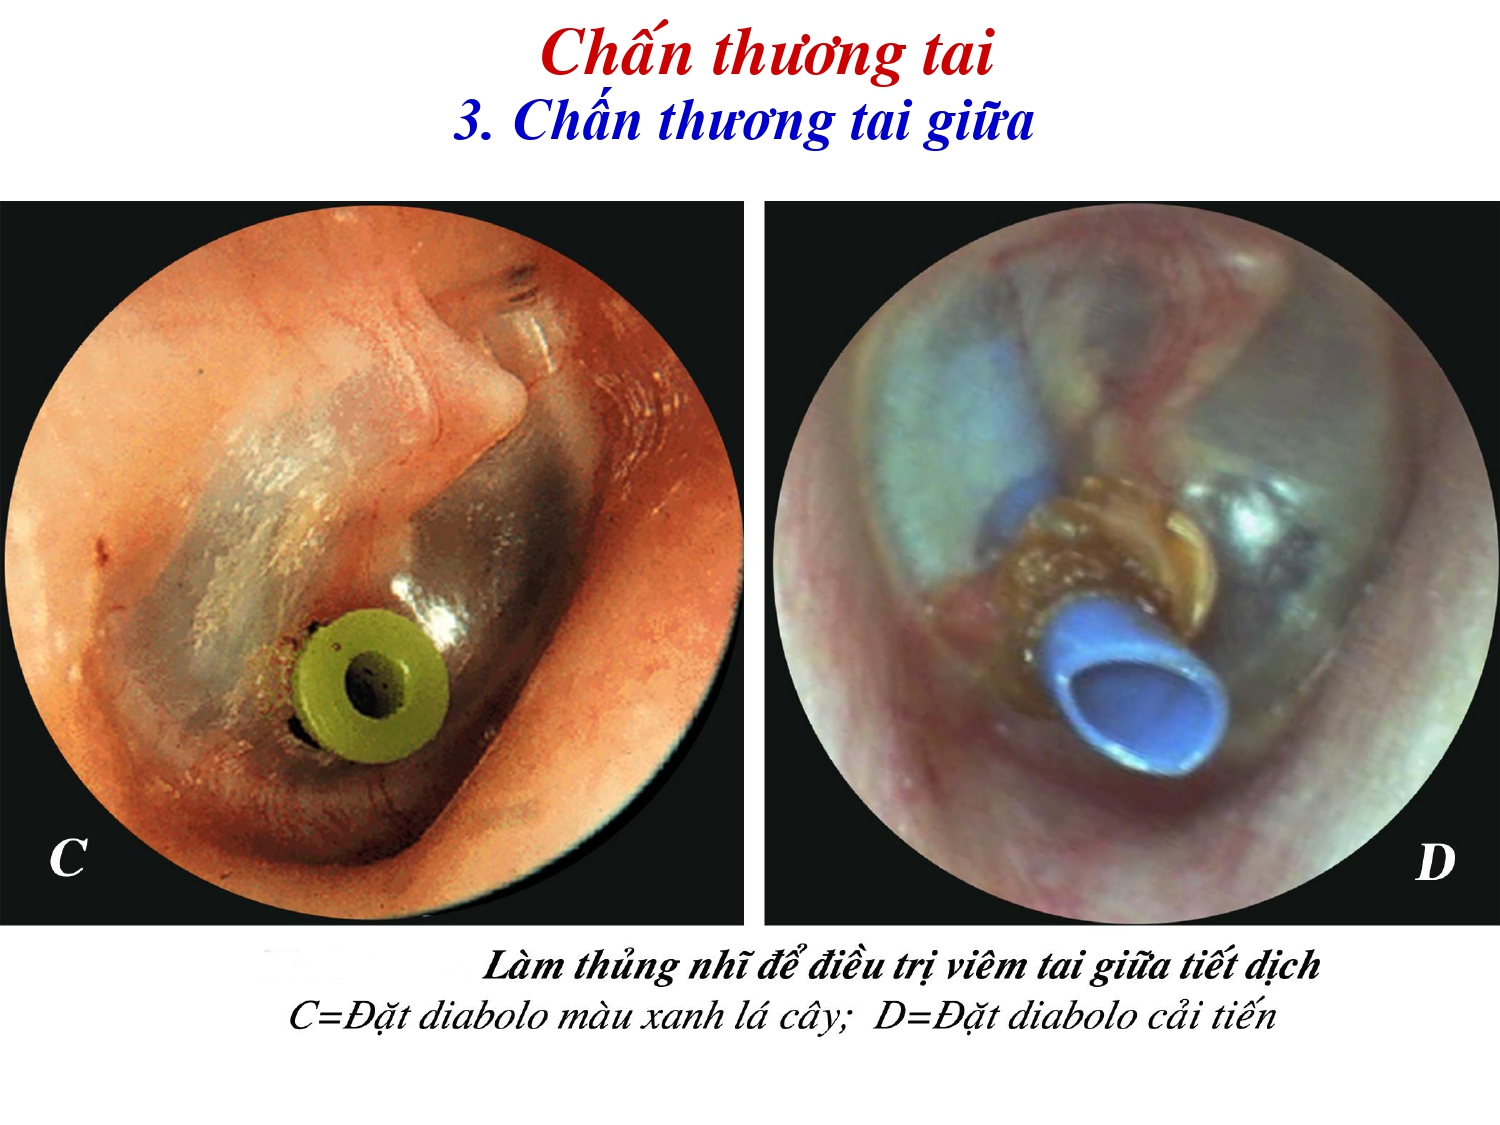 Chấn thương tai
3. Chấn thương tai giữa
C
D
Làm thủng nhĩ để điều trị viêm tai giữa tiết dịch
C=Đặt diabolo màu xanh lá cây; D=Đặt diabolo cải tiến